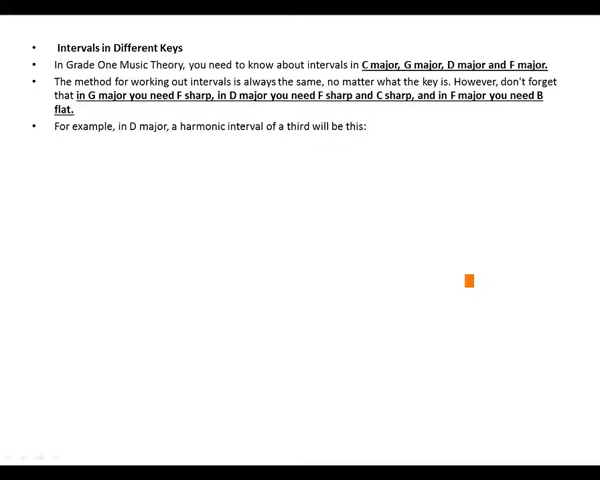 • Intervals in Different Keys
• In Grade One Music Theory, you need to know about intervals in C major, G major, D major and F major.
• The method for working out intervals is always the same, no matter what the key is. However, don't forget
that in G major you need F sharp, in D major you need F sharp and C sharp, and in F major you need B
flat.
• For example, in D major, a harmonic interval of a third will be this: